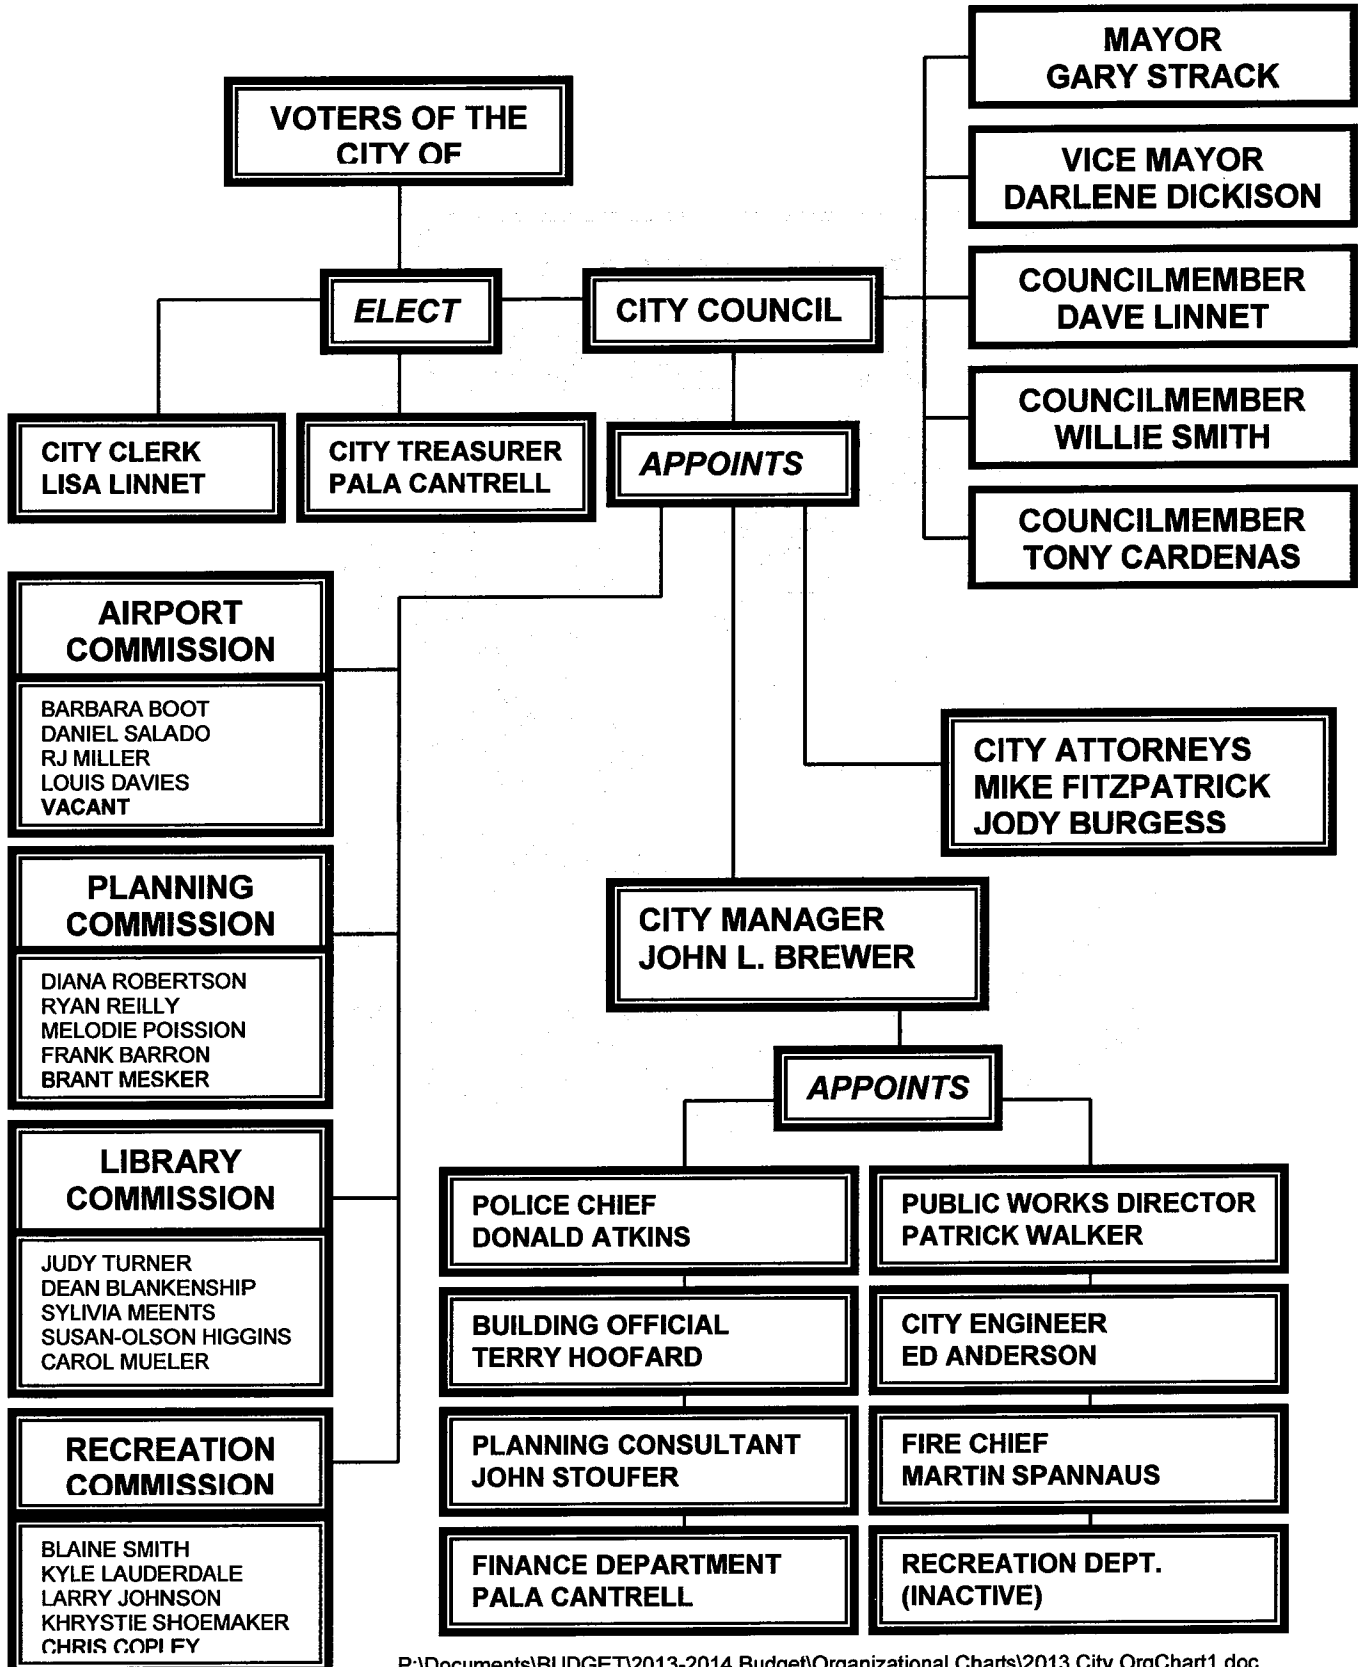 MAYOR
GARY STRACK
VOTERS OF THE
CITY OF
VICE MAYOR
DARLENE DICKISON
ELECT
CITY COUNCIL
COUNCILMEMBER
DAVE LINNET
COUNCILMEMBER
WILLIE SMITH
COUNCILMEMBER
TONY CARDENAS
CITY CLERK
LISA LINNET
CITY TREASURER
PALA CANTRELL
APPOINTS
AIRPORT
COMMISSION
BARBARA BOOT
DANIEL SALADO
RJ MILLER
LOUIS DAVIES
VACANT
PLANNING
COMMISSION
DIANA ROBERTSON
RYAN REILLY
MELODIE POISSION
FRANK BARRON
BRANT MESKER
LIBRARY
COMMISSION
JUDY TURNER
DEAN BLANKENSHIP
SYLIVIA MEENTS
SUSAN-OLSON HIGGINS
CAROL MUELER
RECREATION
COMMISSION
BLAINE SMITH
KYLE LAUDERDALE
LARRY JOHNSON
KHRYSTIE SHOEMAKER
CHRIS COPLEY
CITY ATTORNEYS
MIKE FITZPATRICK
JODY BURGESS
CITY MANAGER
JOHN L. BREWER
APPOINTS
POLICE CHIEF
DONALD ATKINS
PUBLIC WORKS DIRECTOR
PATRICK WALKER
BUILDING OFFICIAL
TERRY HOOFARD
CITY ENGINEER
ED ANDERSON
PLANNING CONSULTANT
JOHN STOUFER
FIRE CHIEF
MARTIN SPANNAUS
FINANCE DEPARTMENT
PALA CANTRELL
RECREATION DEPT.
(INACTIVE)
P:\Documents\BUDGET\2013-2014 Budget\Organizational Charts\2013 City OrgChart1.doc